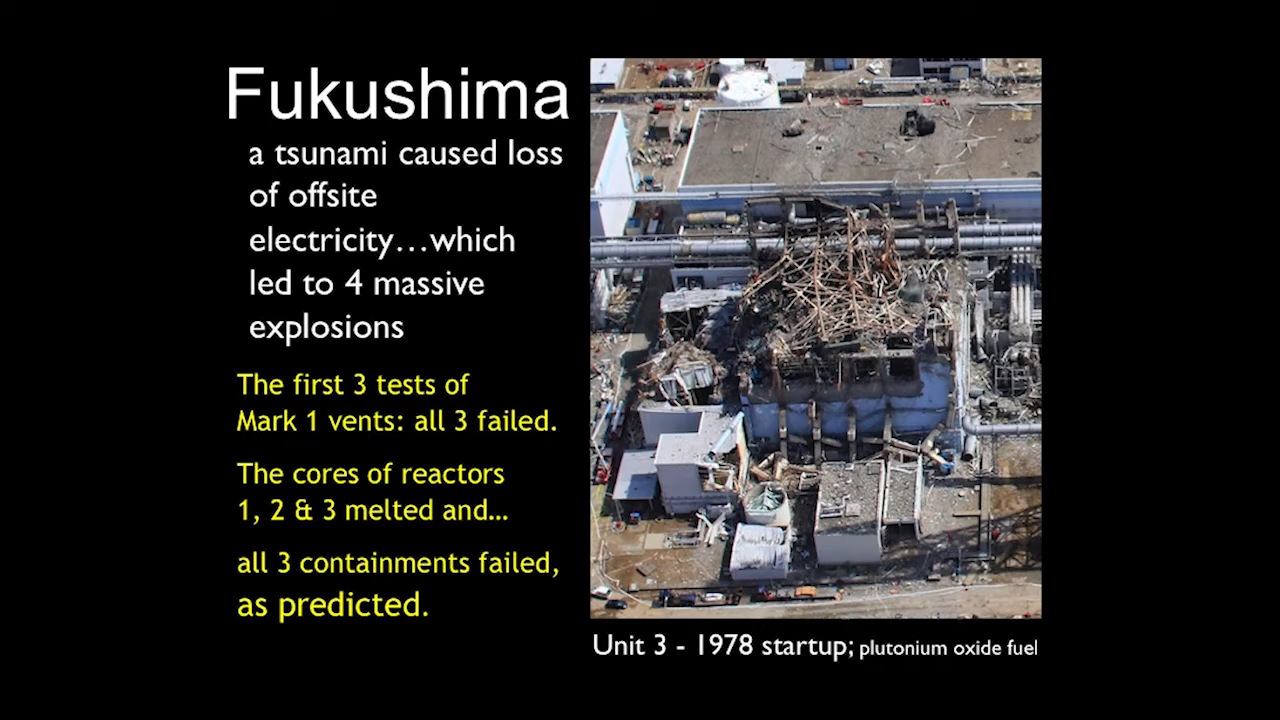 Fukushima
a tsunami caused loss
of offsite
electricity…which
led to 4 massive
explosions
The first 3 tests of
Mark 1 vents: all 3 failed.
The cores of reactors
1, 2 & 3 melted and...
all 3 containments failed,
as predicted.
Unit 3 - 1978 startup; plutonium oxide fuel